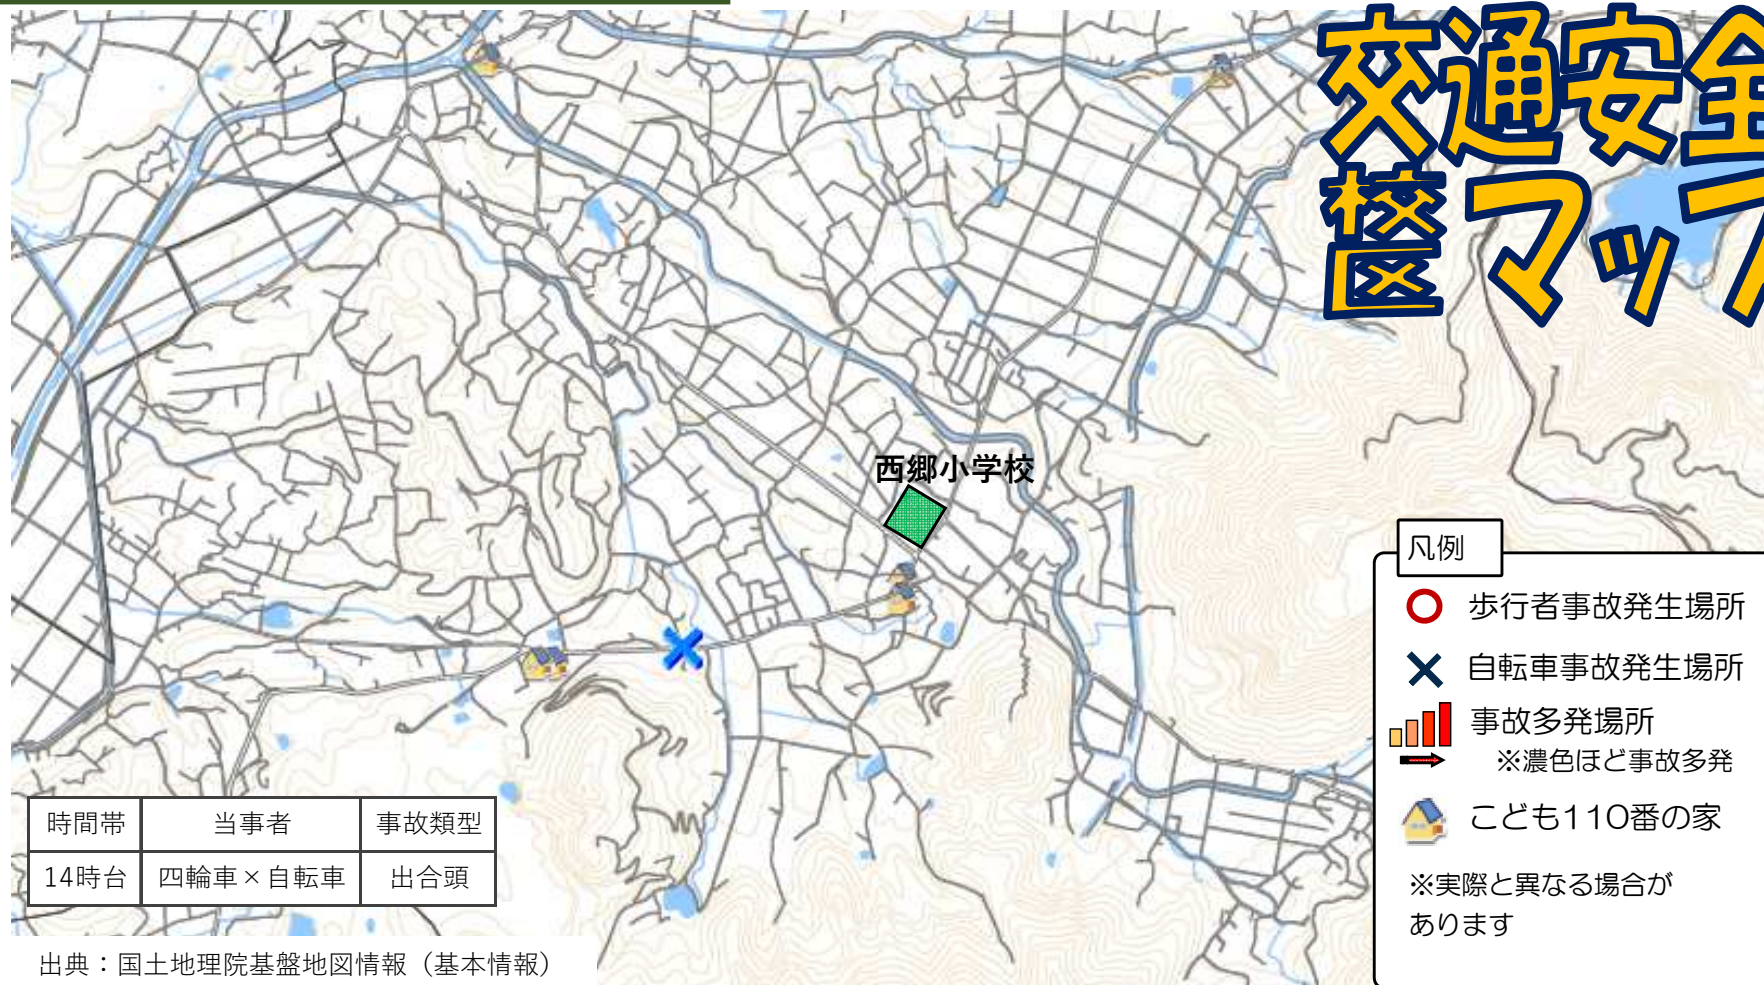 交通安全
校区マップ
西郷小学校
凡例
歩行者事故発生場所
自転車事故発生場所
事故多発場所
※濃色ほど事故多発
こども110番の家
※実際と異なる場合が
あります
時間帯 当事者 事故類型
14時台 四輪車×自転車 出合頭
出典：国土地理院基盤地図情報（基本情報）